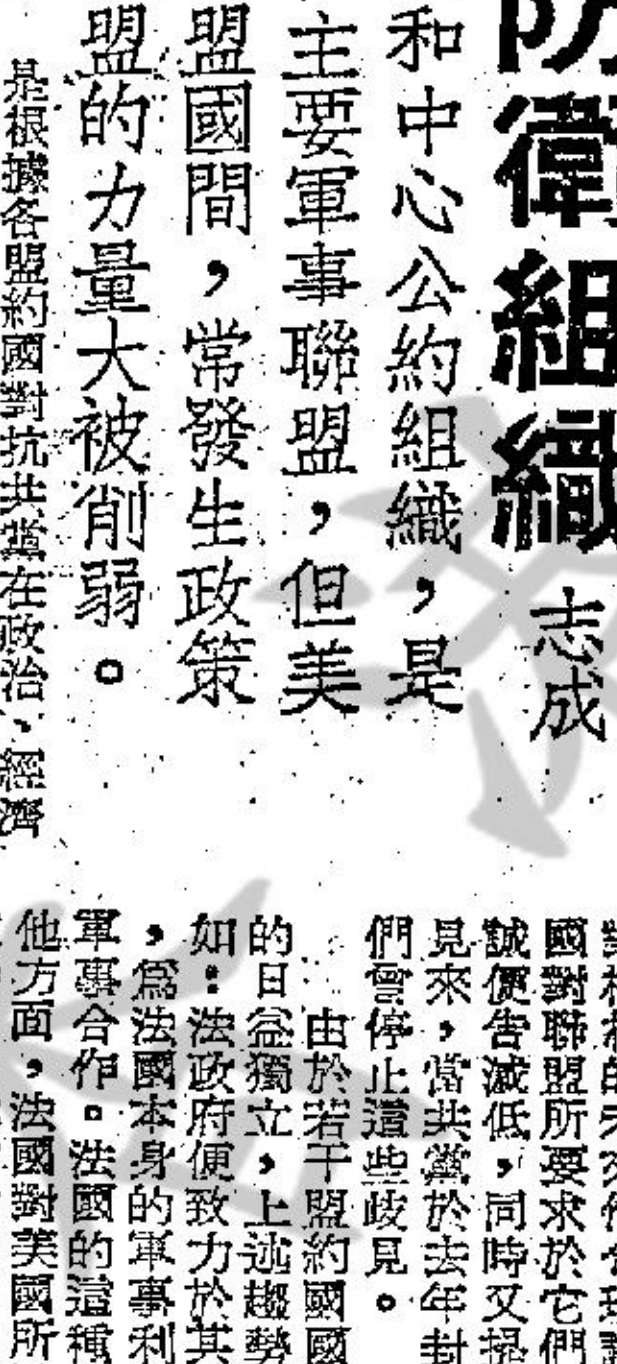 防衛組織
志成
和中心公約組織，是
主要軍事聯盟，但美
盟國間，常發生政策
盟的力量大被削弱。
是根據各盟約國對抗共黨在政治、經濟
國對聯盟所要求於它們
誠便告減低，同時又提
見來，當共黨於去年封
們曾停止這些歧見。
由於若干盟約國國
的日益獨立，上述趨勢
如：法政府便致力於其
，爲法國本身的軍事利
軍事合作。法國的這種
他方面，法國對美國所